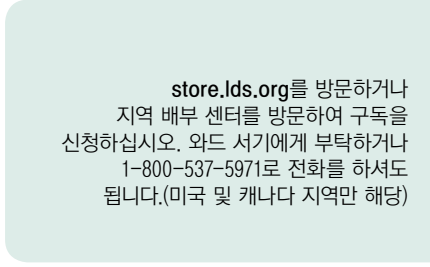 store.lds.org를 방문하거나
지역 배부 센터를 방문하여 구독을
신청하십시오. 와드 서기에게 부탁하거나
1-800-537-5971로 전화를 하셔도
됩니다.(미국 및 캐나다 지역만 해당)